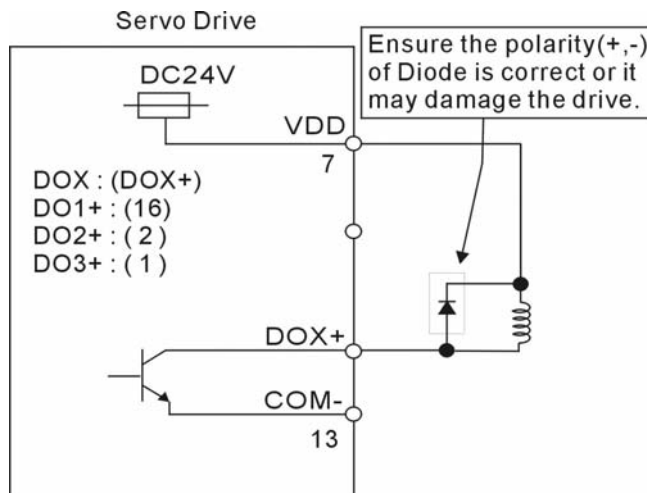 Servo Drive
Ensure the polarity(+,-)
of Diode is correct or it
may damage the drive.
DC24V
VDD
7
DOX : (DOX+)
DO1+ : (16)
DO2+ : ( 2 )
DO3+ : ( 1 )
DOX+
COM-
13